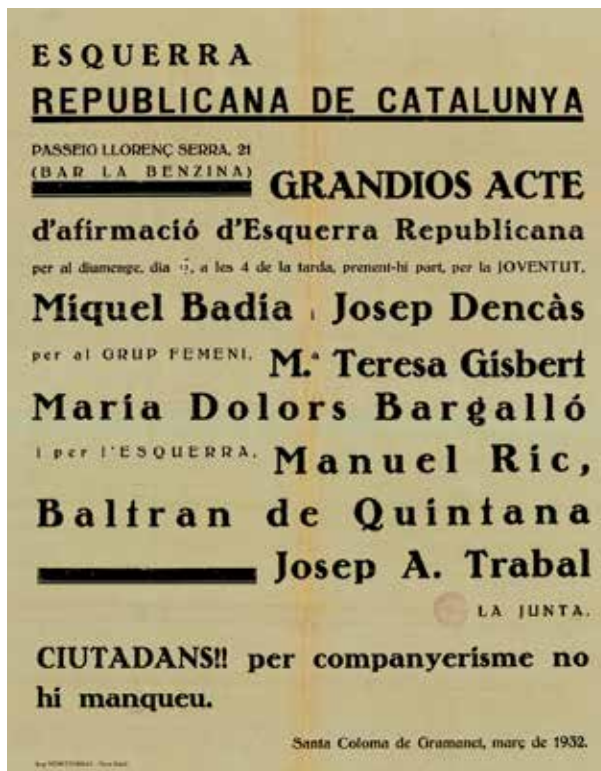 ESQUERRA
REPUBLICANA DE CATALUNYA
PASSEIG LLORENÇ SERRA, 21
(BAR LA BENZINA)
GRANDIOS ACTE
d'afirmació d'Esquerra Republicana
per al diumenge, dia , a les 4 de la tarda, prenent-hi part, per la JOVENTUT,
Miquel Badia i Josep Dencàs
per al GRUP FEMENI, M.ª Teresa Gisbert
Maria Dolors Bargalló
i per l'ESQUERRA, Manuel Ric,
Baltran de Quintana
Josep A. Trabal
LA JUNTA.
CIUTADANS!! per companyerisme no
hi manqueu.
Santa Coloma de Gramanet, març de 1932.